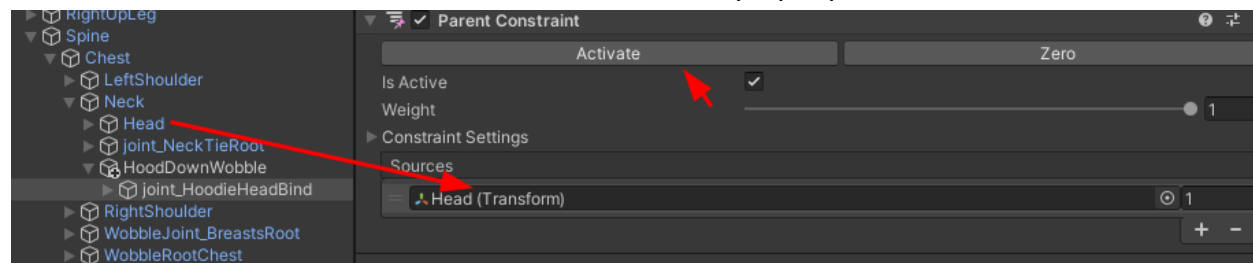 RightUpLeg
Spine
Chest
LeftShoulder
Neck
Head
joint_NeckTieRoot
HoodDownWobble
joint_HoodieHeadBind
RightShoulder
WobbleJoint_BreastsRoot
WobbleRootChest
Parent Constraint
Activate Zero
Is Active
Weight 1
Constraint Settings
Sources
Head (Transform) 1
+ -